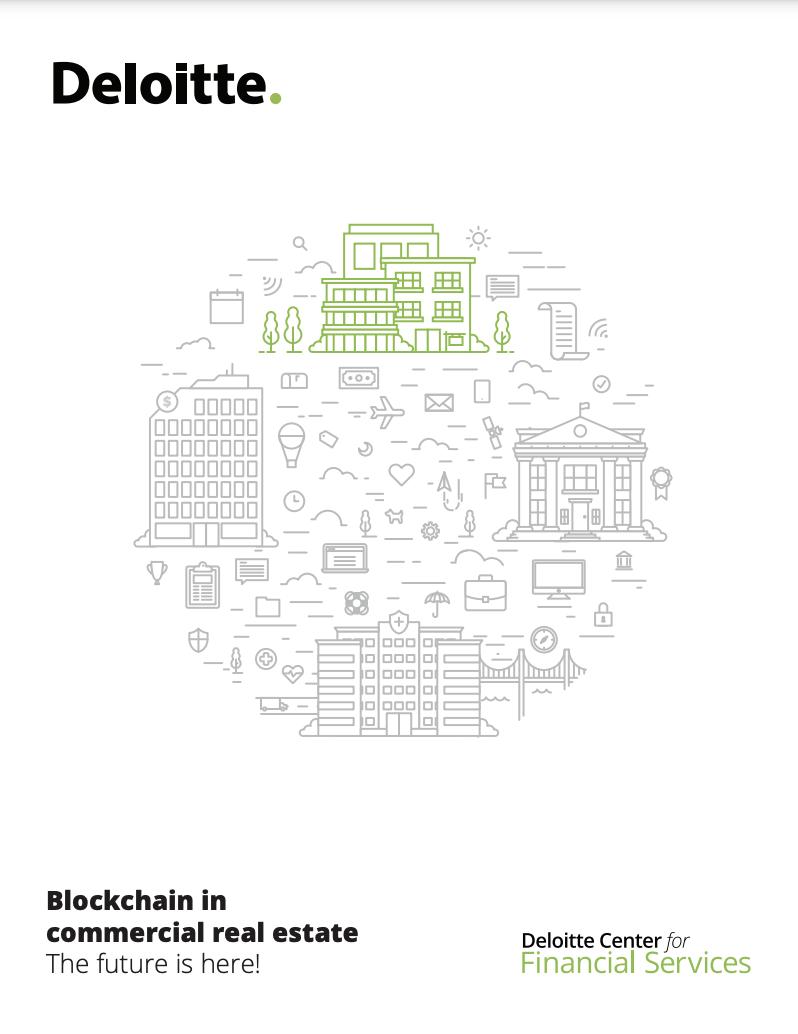 Deloitte.
$
Blockchain in
commercial real estate
The future is here!
Deloitte Center for
Financial Services